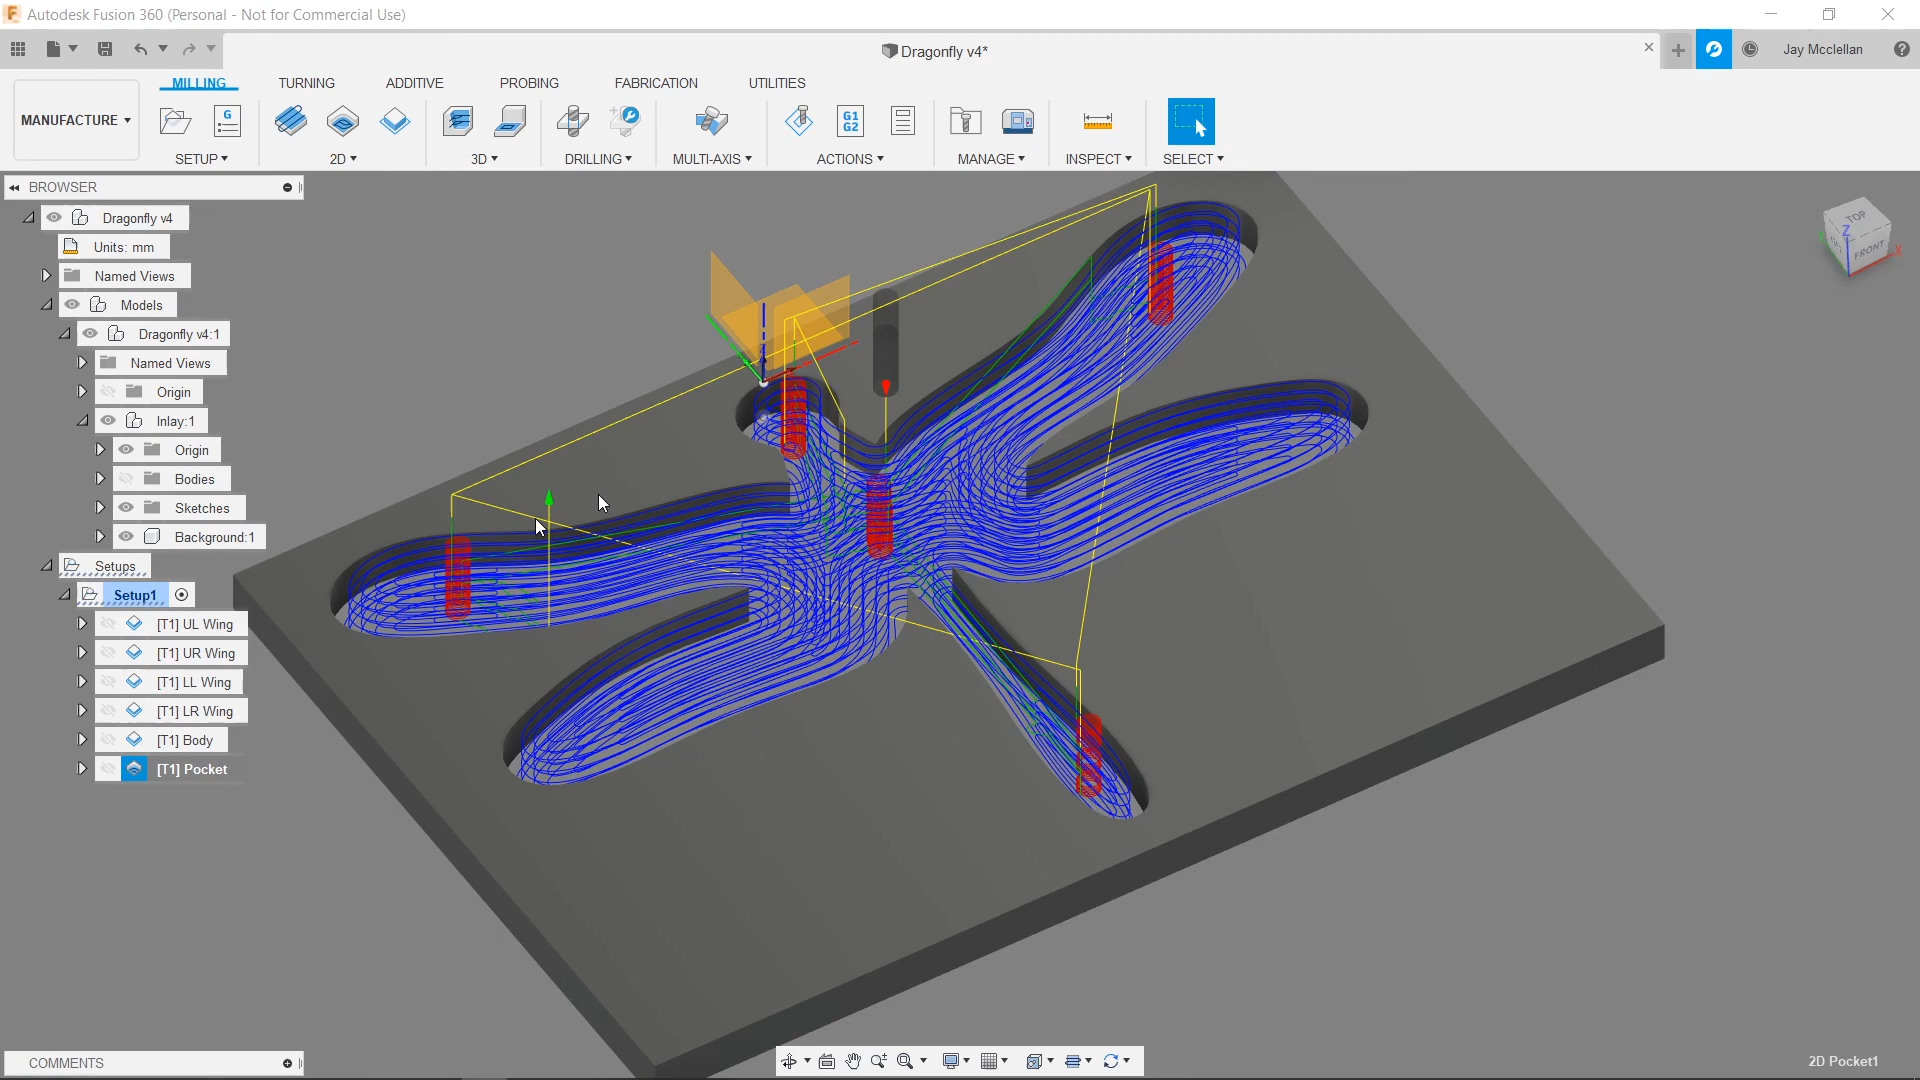 Autodesk Fusion 360 (Personal - Not for Commercial Use)
Dragonfly v4*
Jay Mcclellan
MANUFACTURE
MILLING
TURNING
ADDITIVE
PROBING
FABRICATION
UTILITIES
G
G1
G2
SETUP
2D
3D
DRILLING
MULTI-AXIS
ACTIONS
MANAGE
INSPECT
SELECT
BROWSER
Dragonfly v4
Units: mm
Named Views
Models
Dragonfly v4:1
Named Views
Origin
Inlay:1
Origin
Bodies
Sketches
Background:1
Setups
Setup1
[T1] UL Wing
[T1] UR Wing
[T1] LL Wing
[T1] LR Wing
[T1] Body
[T1] Pocket
TOP
FRONT
Z
X
Z
COMMENTS
2D Pocket1